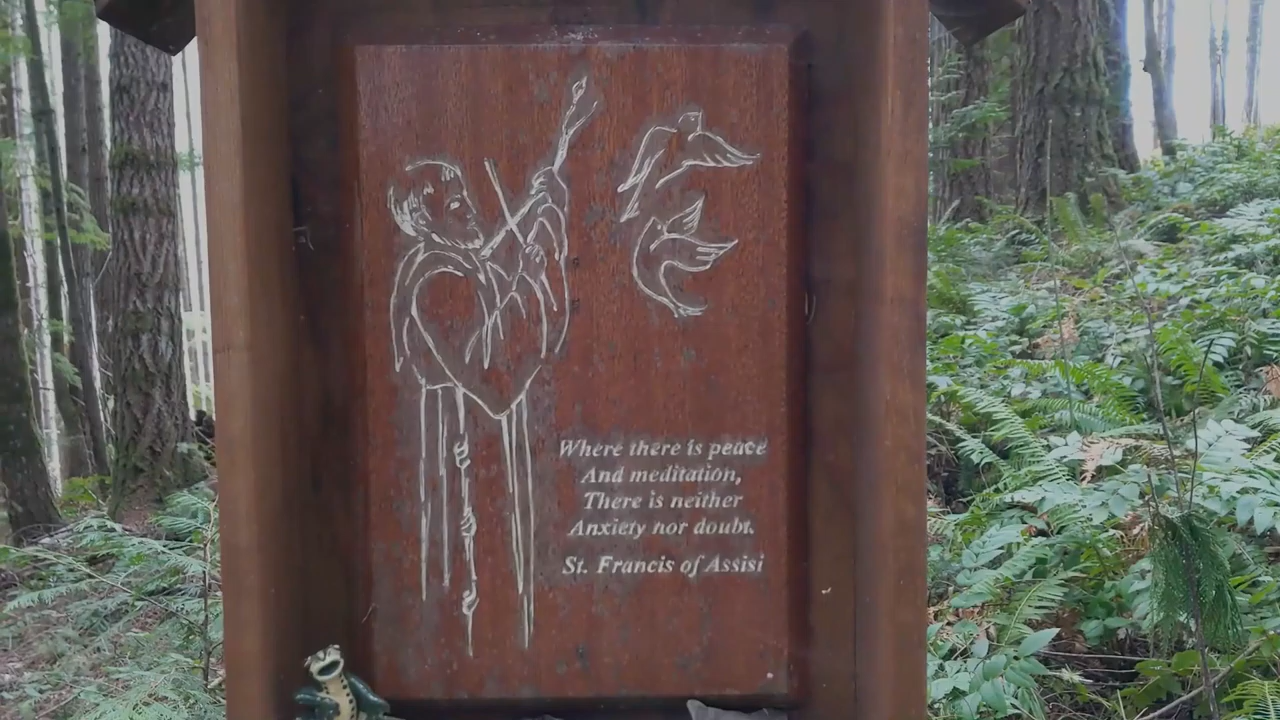 Where there is peace
And meditation,
There is neither
Anxiety nor doubt.
St. Francis of Assisi